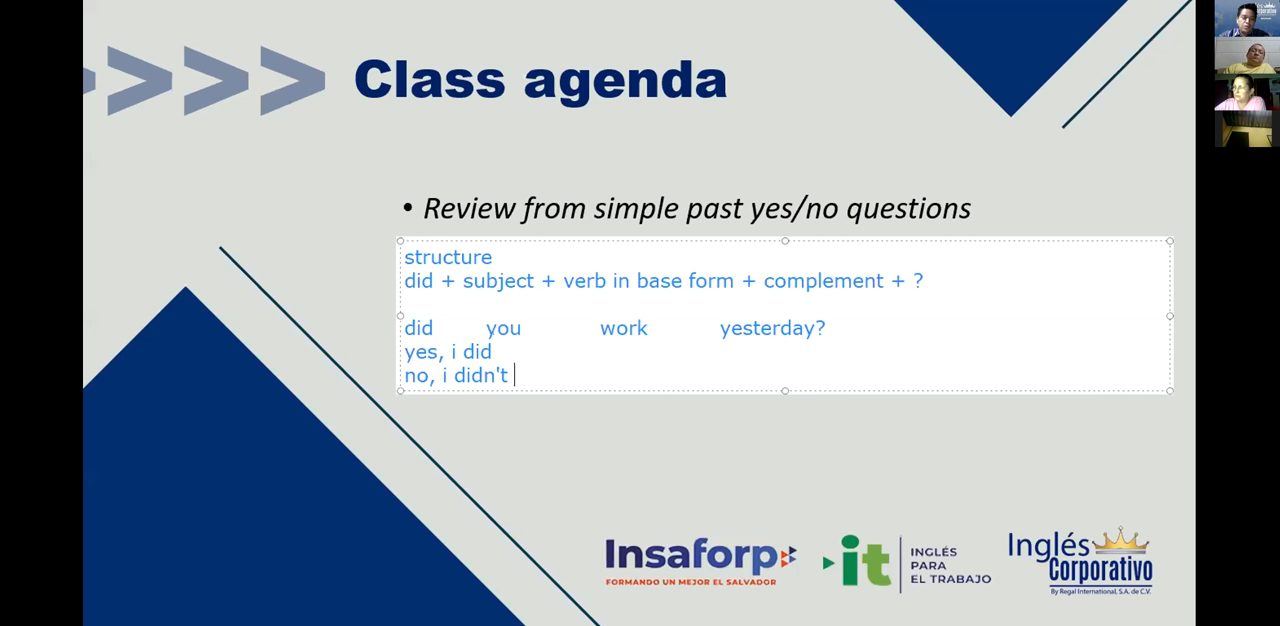 Class agenda
• Review from simple past yes/no questions
structure
did + subject + verb in base form + complement + ?
did you work yesterday?
yes, i did
no, i didn't
Insaforp
FORMANDO UN MEJOR EL SALVADOR
it
INGLÉS
PARA
EL TRABAJO
Inglés
Corporativo
By Regal International, S.A. de C.V.